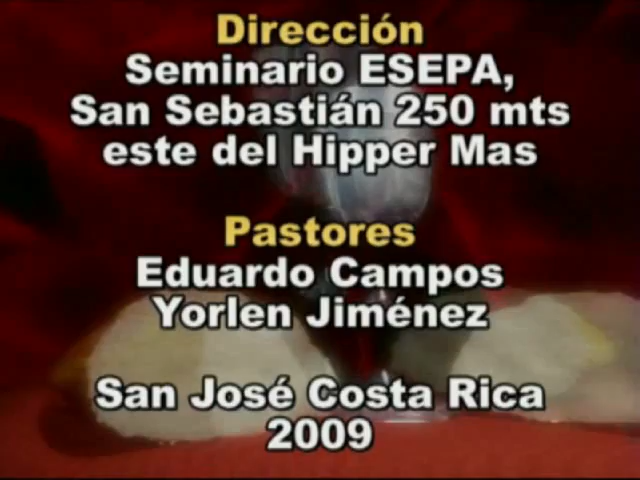 Dirección
Seminario ESEPA,
San Sebastián 250 mts
este del Hipper Mas
Pastores
Eduardo Campos
Yorlen Jiménez
San José Costa Rica
2009